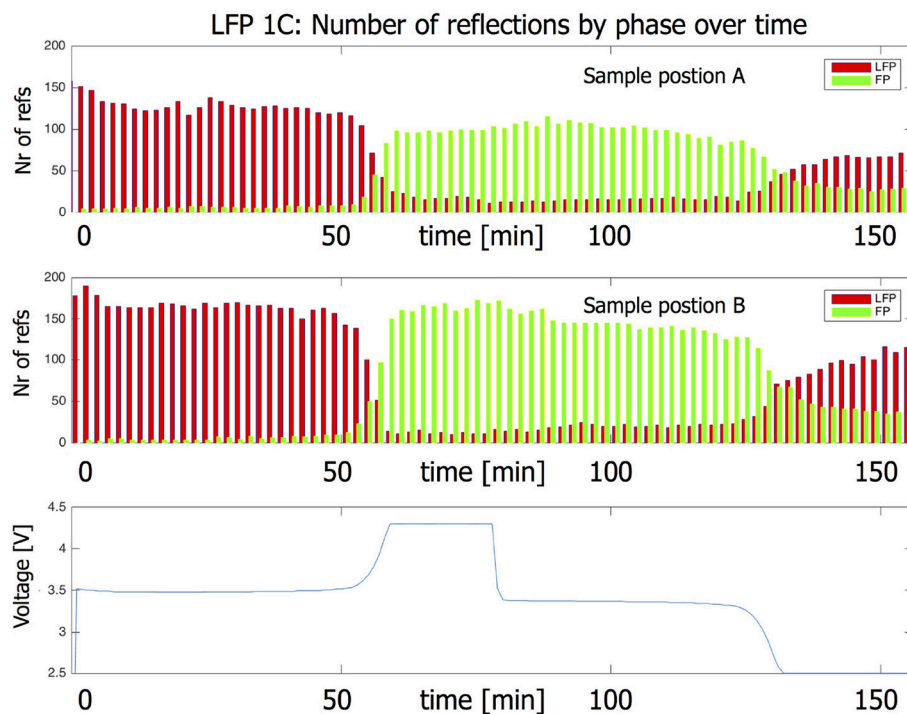 LFP 1C: Number of reflections by phase over time
200
150
100
50
0
Nr of refs
Sample postion A
LFP
FP
0
50
time [min]
100
150
200
150
100
50
0
Nr of refs
Sample postion B
LFP
FP
0
50
time [min]
100
150
4.5
4
3.5
3
2.5
Voltage [V]
0
50
time [min]
100
150